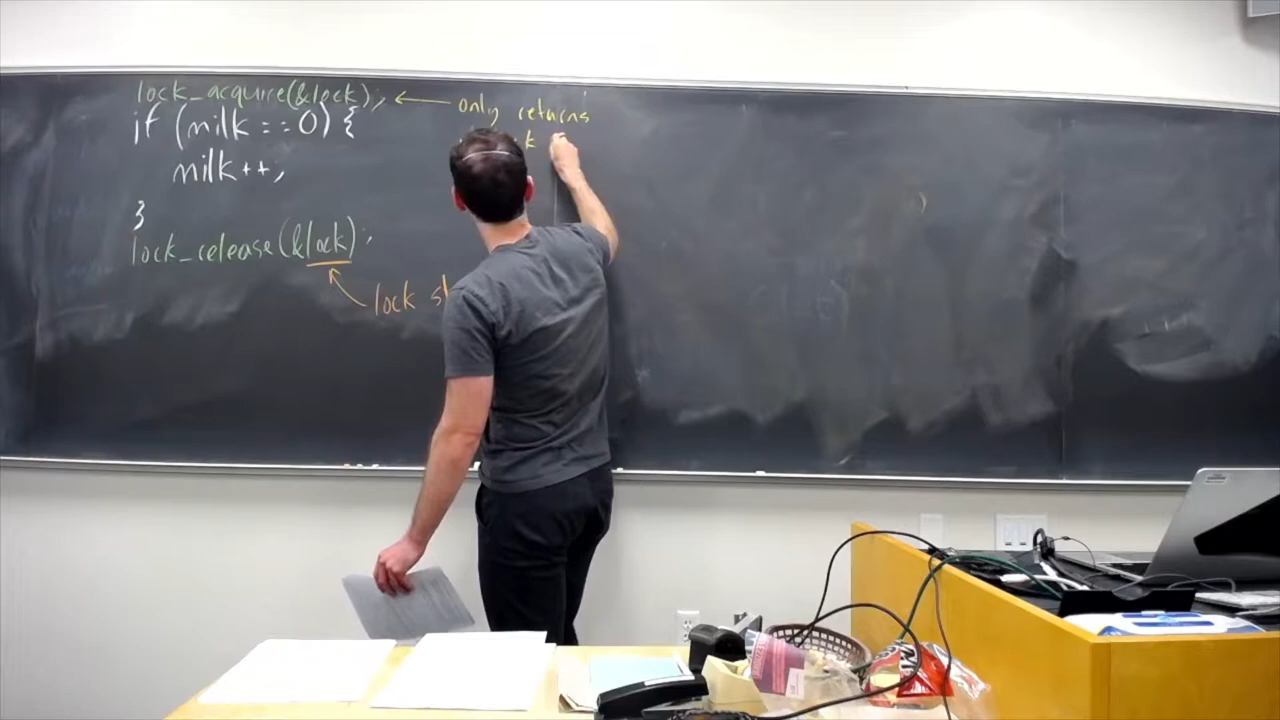 lock_acquire(&lock); ← only returns
k
if (milk == 0) {
milk++;
}
lock_release(&lock);
lock